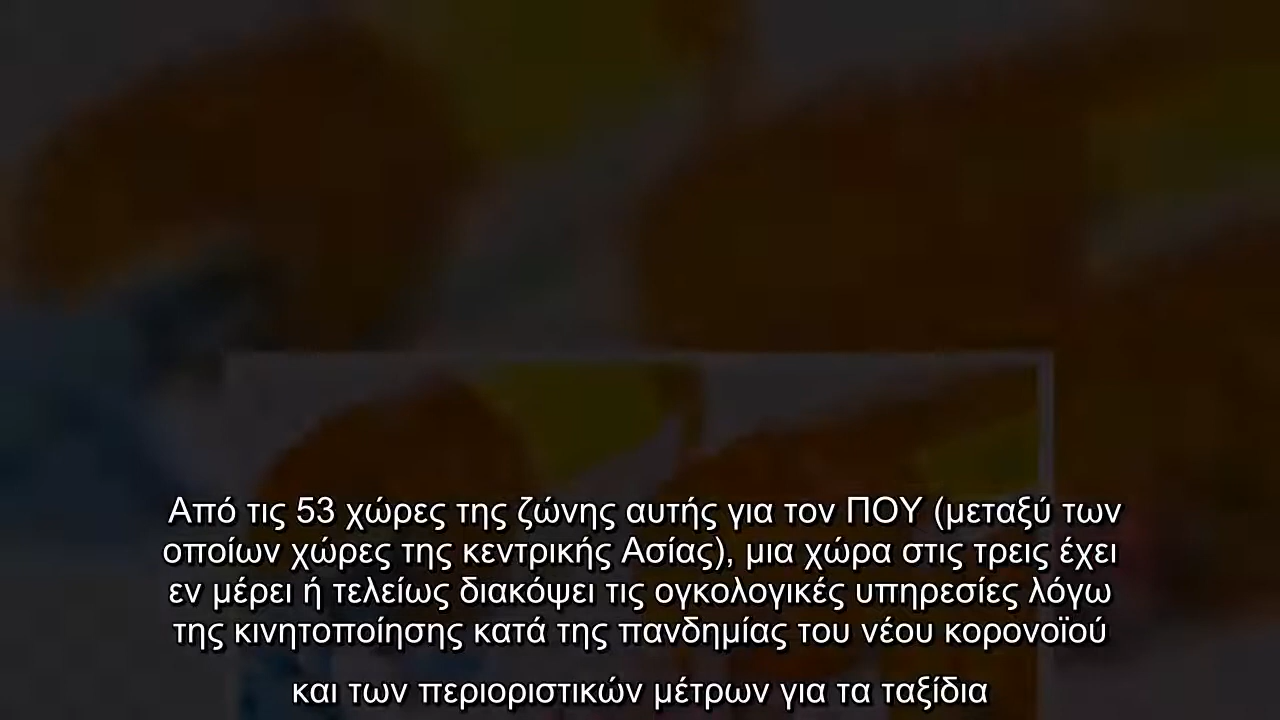 Από τις 53 χώρες της ζώνης αυτής για τον ΠΟΥ (μεταξύ των
οποίων χώρες της κεντρικής Ασίας), μια χώρα στις τρεις έχει
εν μέρει ή τελείως διακόψει τις ογκολογικές υπηρεσίες λόγω
της κινητοποίησης κατά της πανδημίας του νέου κορονοϊού
και των περιοριστικών μέτρων για τα ταξίδια